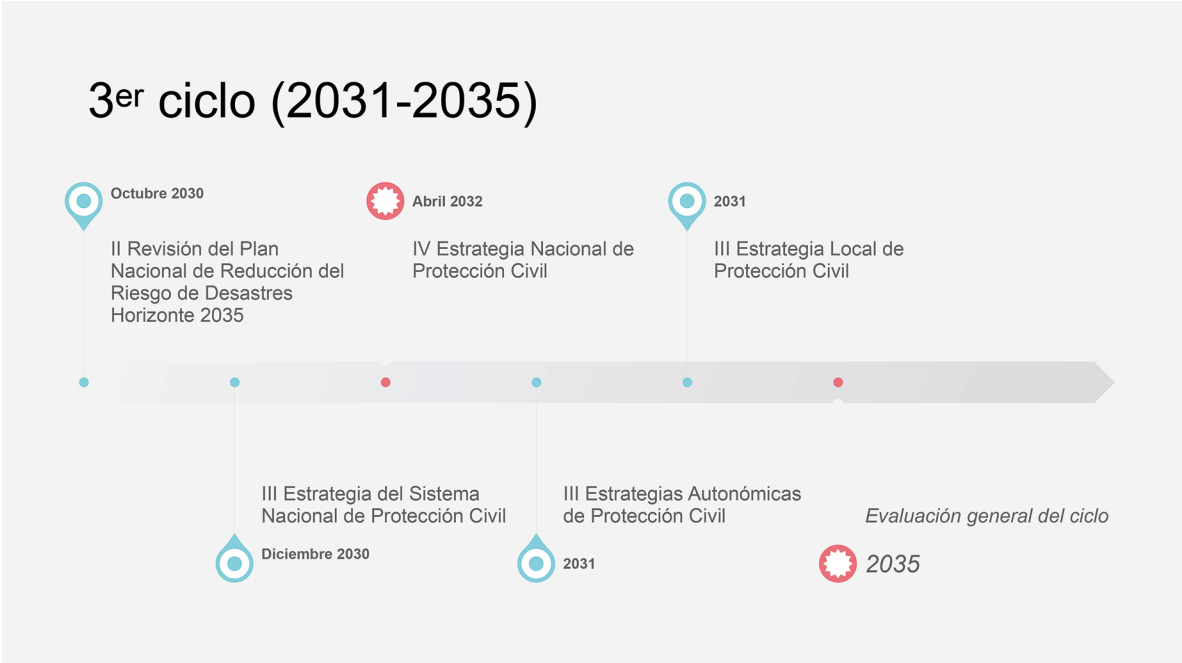 3er ciclo (2031-2035)
Octubre 2030
II Revisión del Plan
Nacional de Reducción del
Riesgo de Desastres
Horizonte 2035
Abril 2032
IV Estrategia Nacional de
Protección Civil
2031
III Estrategia Local de
Protección Civil
III Estrategia del Sistema
Nacional de Protección Civil
Diciembre 2030
III Estrategias Autonómicas
de Protección Civil
2031
Evaluación general del ciclo
2035